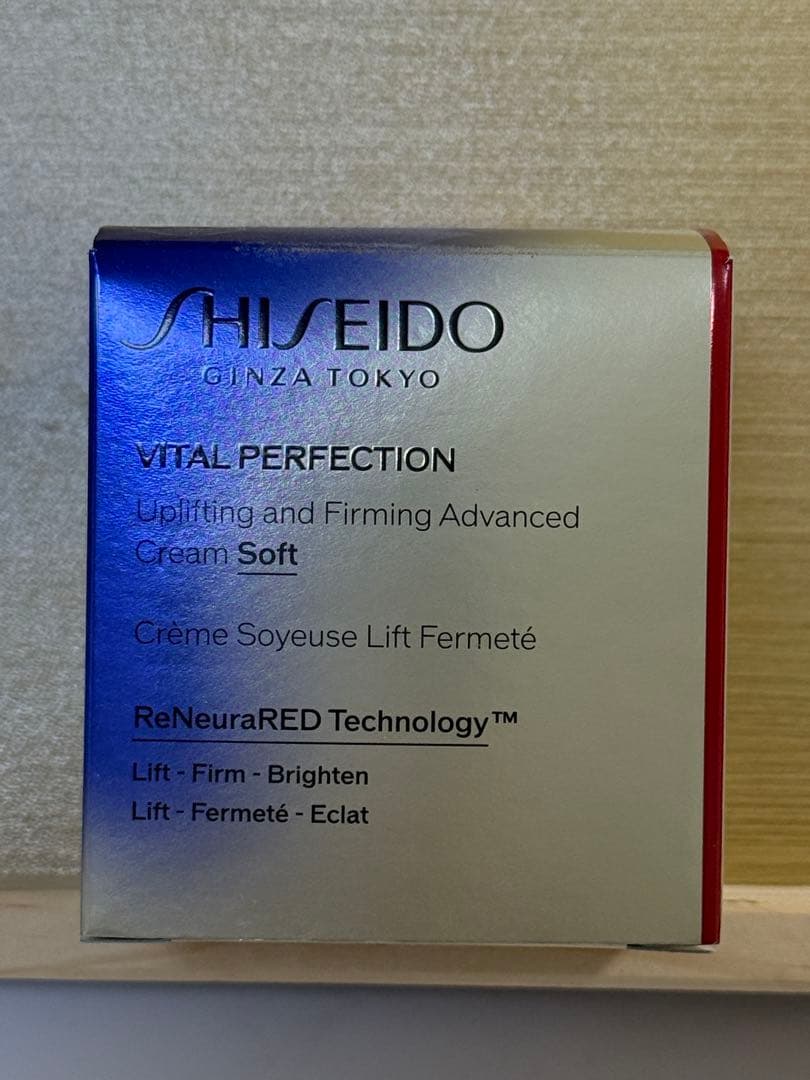 SHISEIDO
GINZA TOKYO
VITAL PERFECTION
Uplifting and Firming Advanced
Cream Soft
Crème Soyeuse Lift Fermeté
ReNeuraRED Technology™
Lift - Firm - Brighten
Lift - Fermeté - Eclat